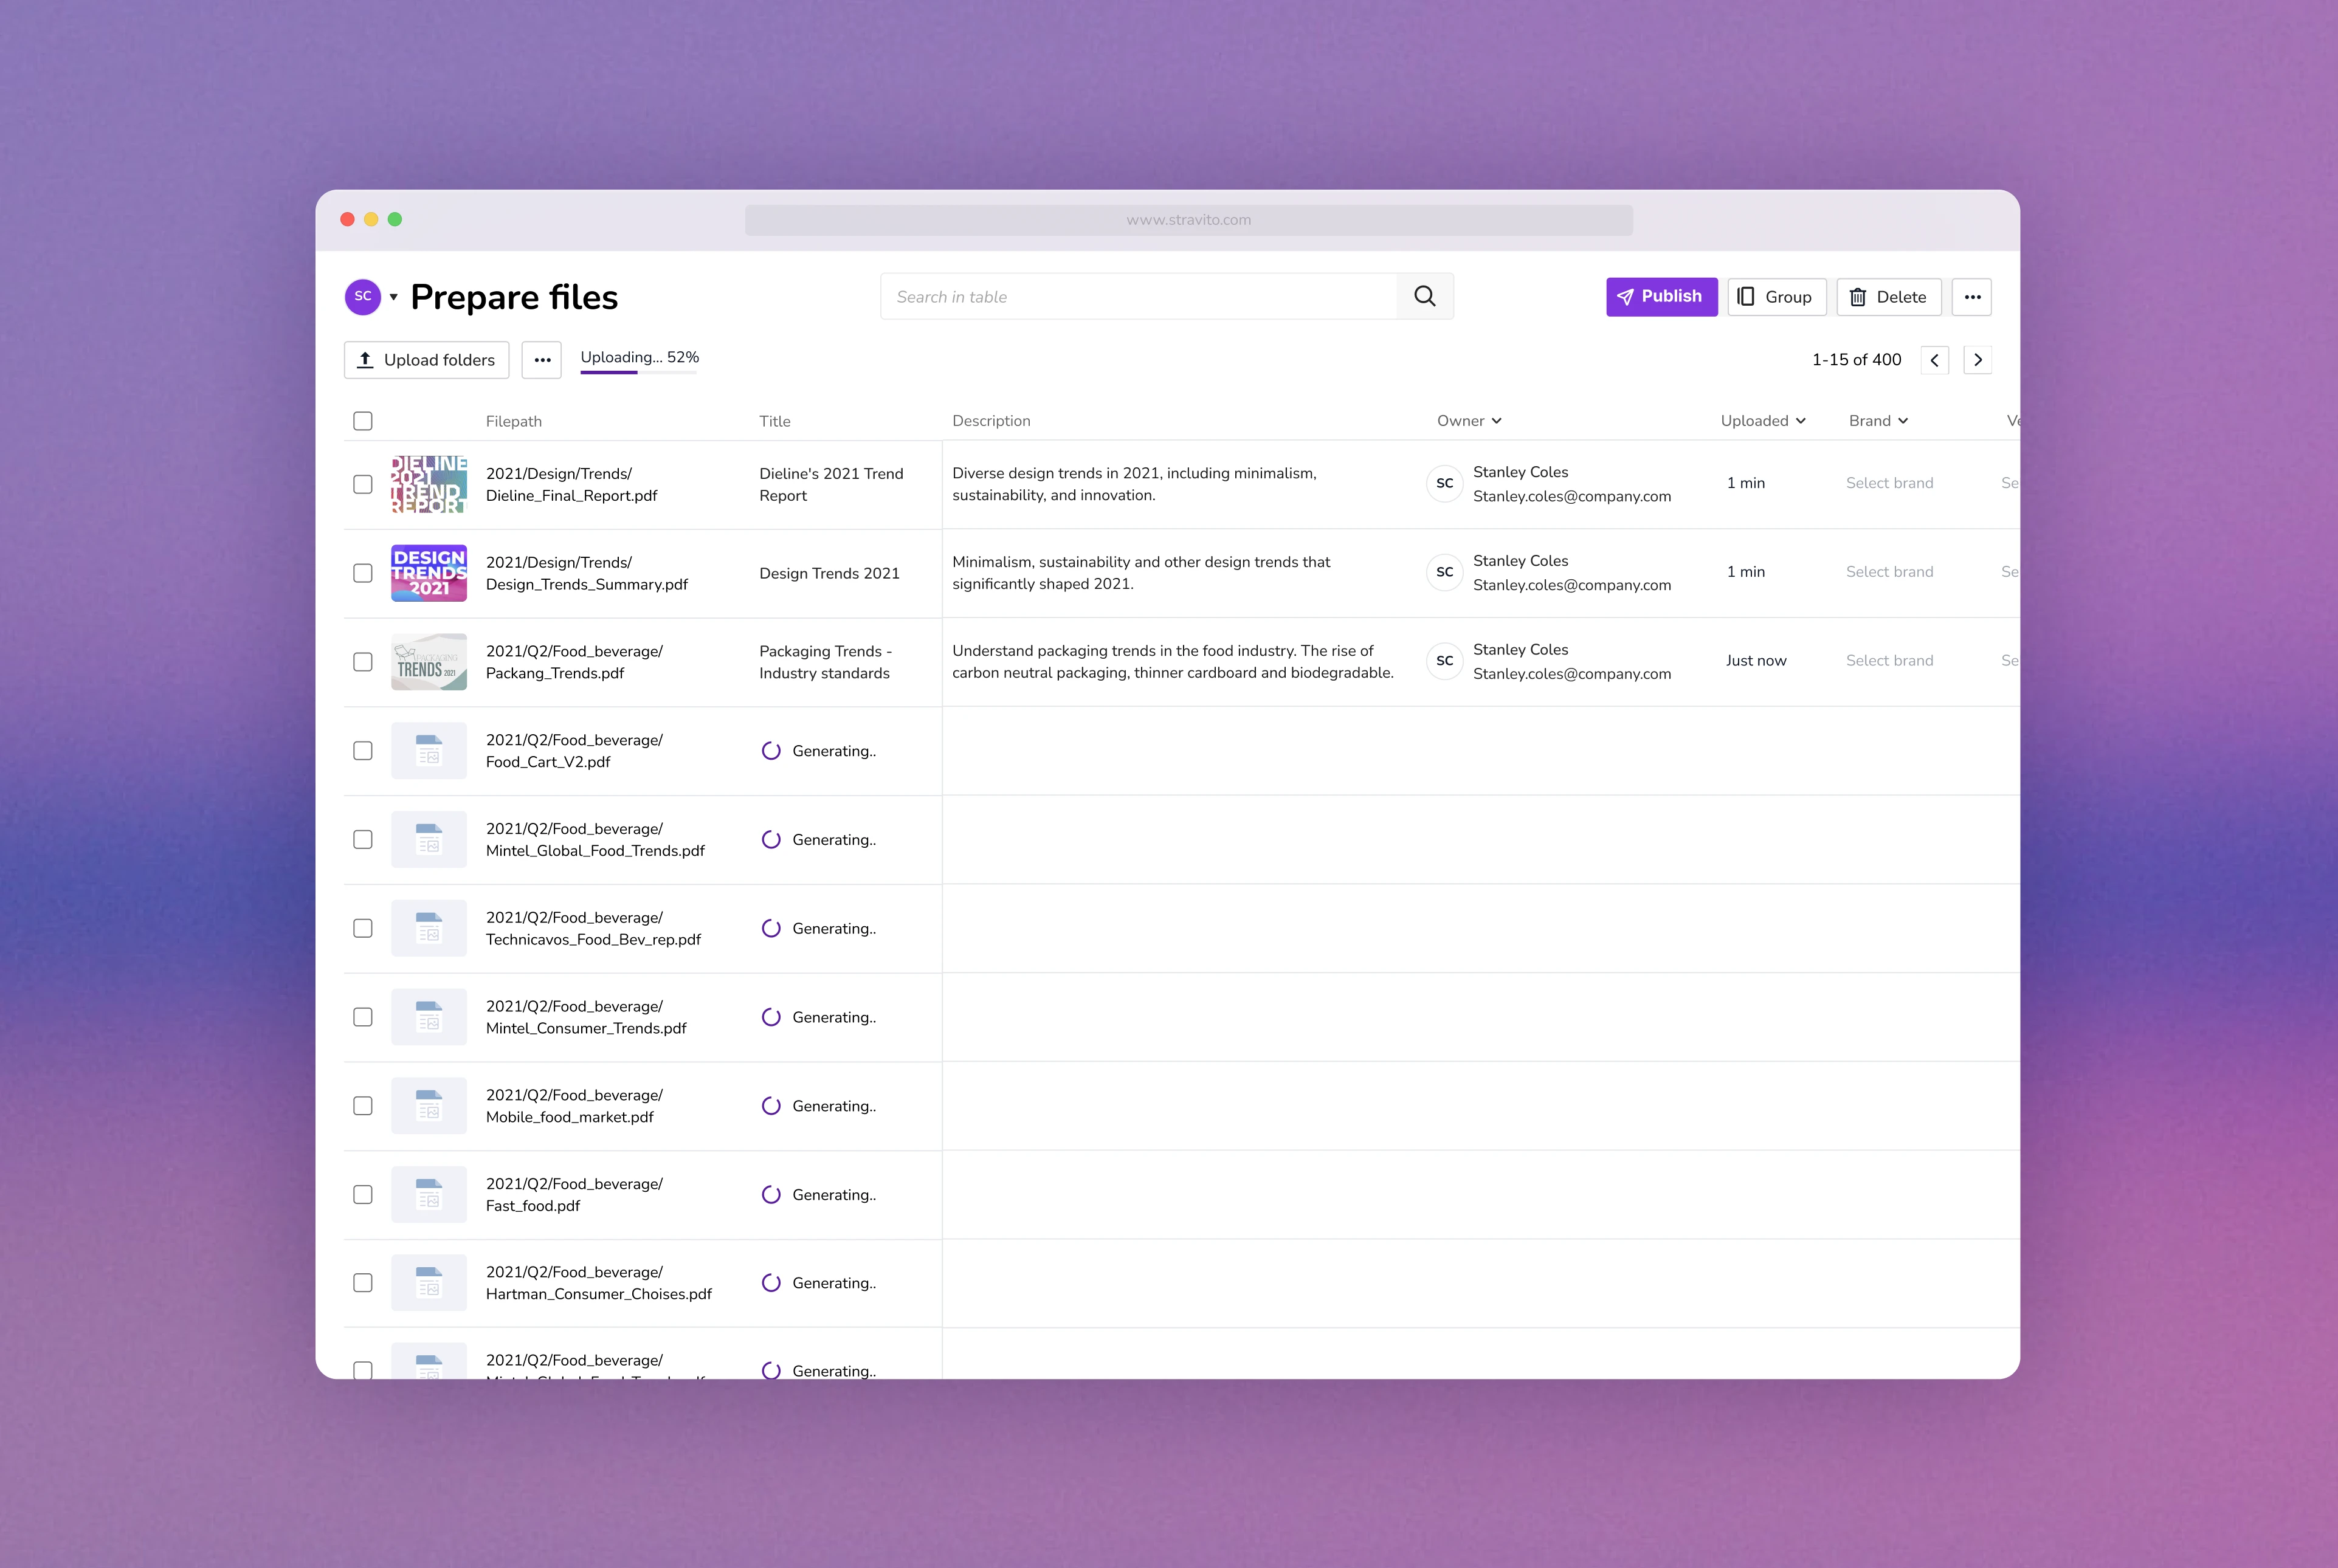 www.stravito.com
SC
Prepare files
Search in table
Publish
Group
Delete
Upload folders
Uploading... 52%
1-15 of 400
Filepath
Title
Description
Owner
Uploaded
Brand
Ve
DIELINE
2021
TREND
REPORT
2021/Design/Trends/
Dieline_Final_Report.pdf
Dieline's 2021 Trend
Report
Diverse design trends in 2021, including minimalism,
sustainability, and innovation.
SC
Stanley Coles
Stanley.coles@company.com
1 min
Select brand
Se
DESIGN
TRENDS
2021
2021/Design/Trends/
Design_Trends_Summary.pdf
Design Trends 2021
Minimalism, sustainability and other design trends that
significantly shaped 2021.
SC
Stanley Coles
Stanley.coles@company.com
1 min
Select brand
Se
PACKAGING
TRENDS 2021
2021/Q2/Food_beverage/
Packang_Trends.pdf
Packaging Trends -
Industry standards
Understand packaging trends in the food industry. The rise of
carbon neutral packaging, thinner cardboard and biodegradable.
SC
Stanley Coles
Stanley.coles@company.com
Just now
Select brand
Se
2021/Q2/Food_beverage/
Food_Cart_V2.pdf
Generating..
2021/Q2/Food_beverage/
Mintel_Global_Food_Trends.pdf
Generating..
2021/Q2/Food_beverage/
Technicavos_Food_Bev_rep.pdf
Generating..
2021/Q2/Food_beverage/
Mintel_Consumer_Trends.pdf
Generating..
2021/Q2/Food_beverage/
Mobile_food_market.pdf
Generating..
2021/Q2/Food_beverage/
Fast_food.pdf
Generating..
2021/Q2/Food_beverage/
Hartman_Consumer_Choises.pdf
Generating..
2021/Q2/Food_beverage/
Generating..